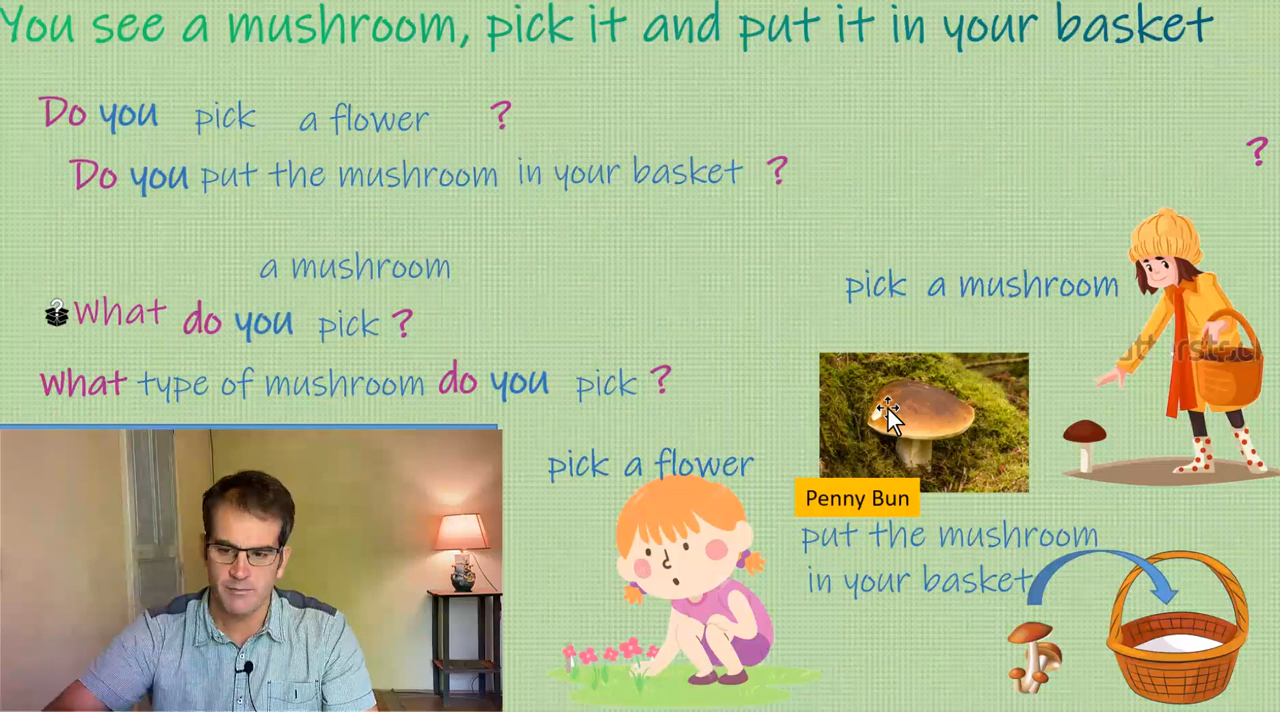 You see a mushroom, pick it and put it in your basket
Do you pick a flower ?
?
Do you put the mushroom in your basket ?
a mushroom
pick a mushroom
What do you pick ?
What type of mushroom do you pick ?
pick a flower
Penny Bun
put the mushroom
in your basket